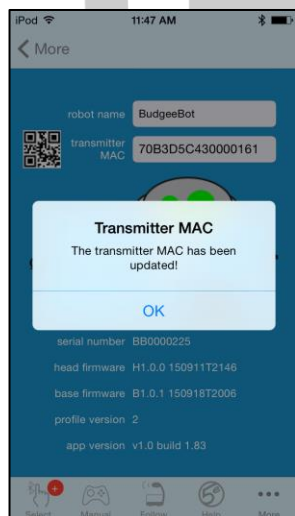 iPod 11:47 AM
More
robot name BudgeeBot
transmitter MAC 70B3D5C430000161
Transmitter MAC
The transmitter MAC has been
updated!
OK
serial number BB0000225
head firmware H1.0.0 150911T2146
base firmware B1.0.1 150918T2006
profile version 2
app version v1.0 build 1.83
Select Manual Follow Help More